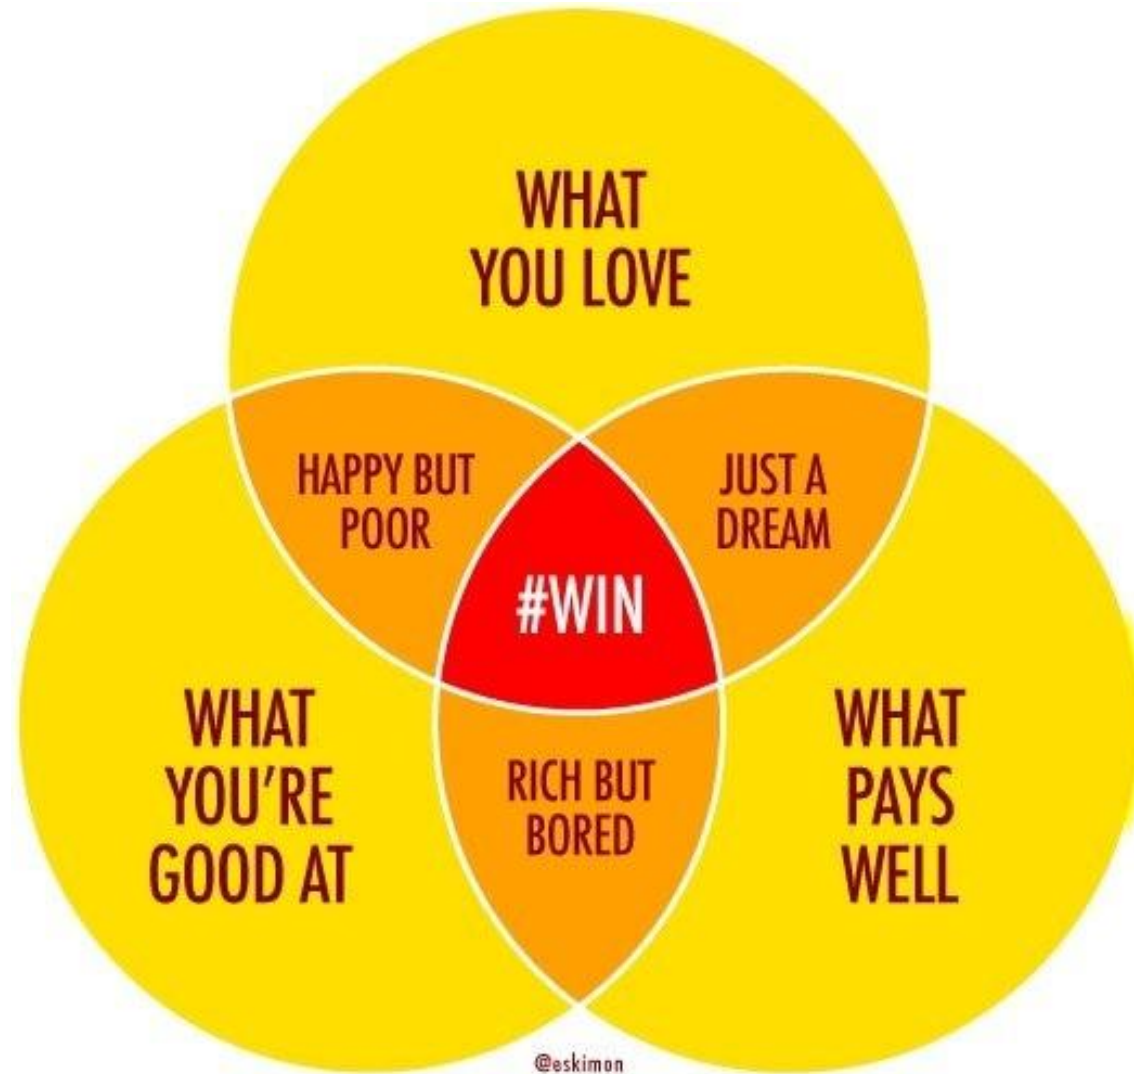 WHAT
YOU LOVE
HAPPY BUT
POOR
JUST A
DREAM
#WIN
WHAT
YOU'RE
GOOD AT
RICH BUT
BORED
WHAT
PAYS
WELL
@eskimon